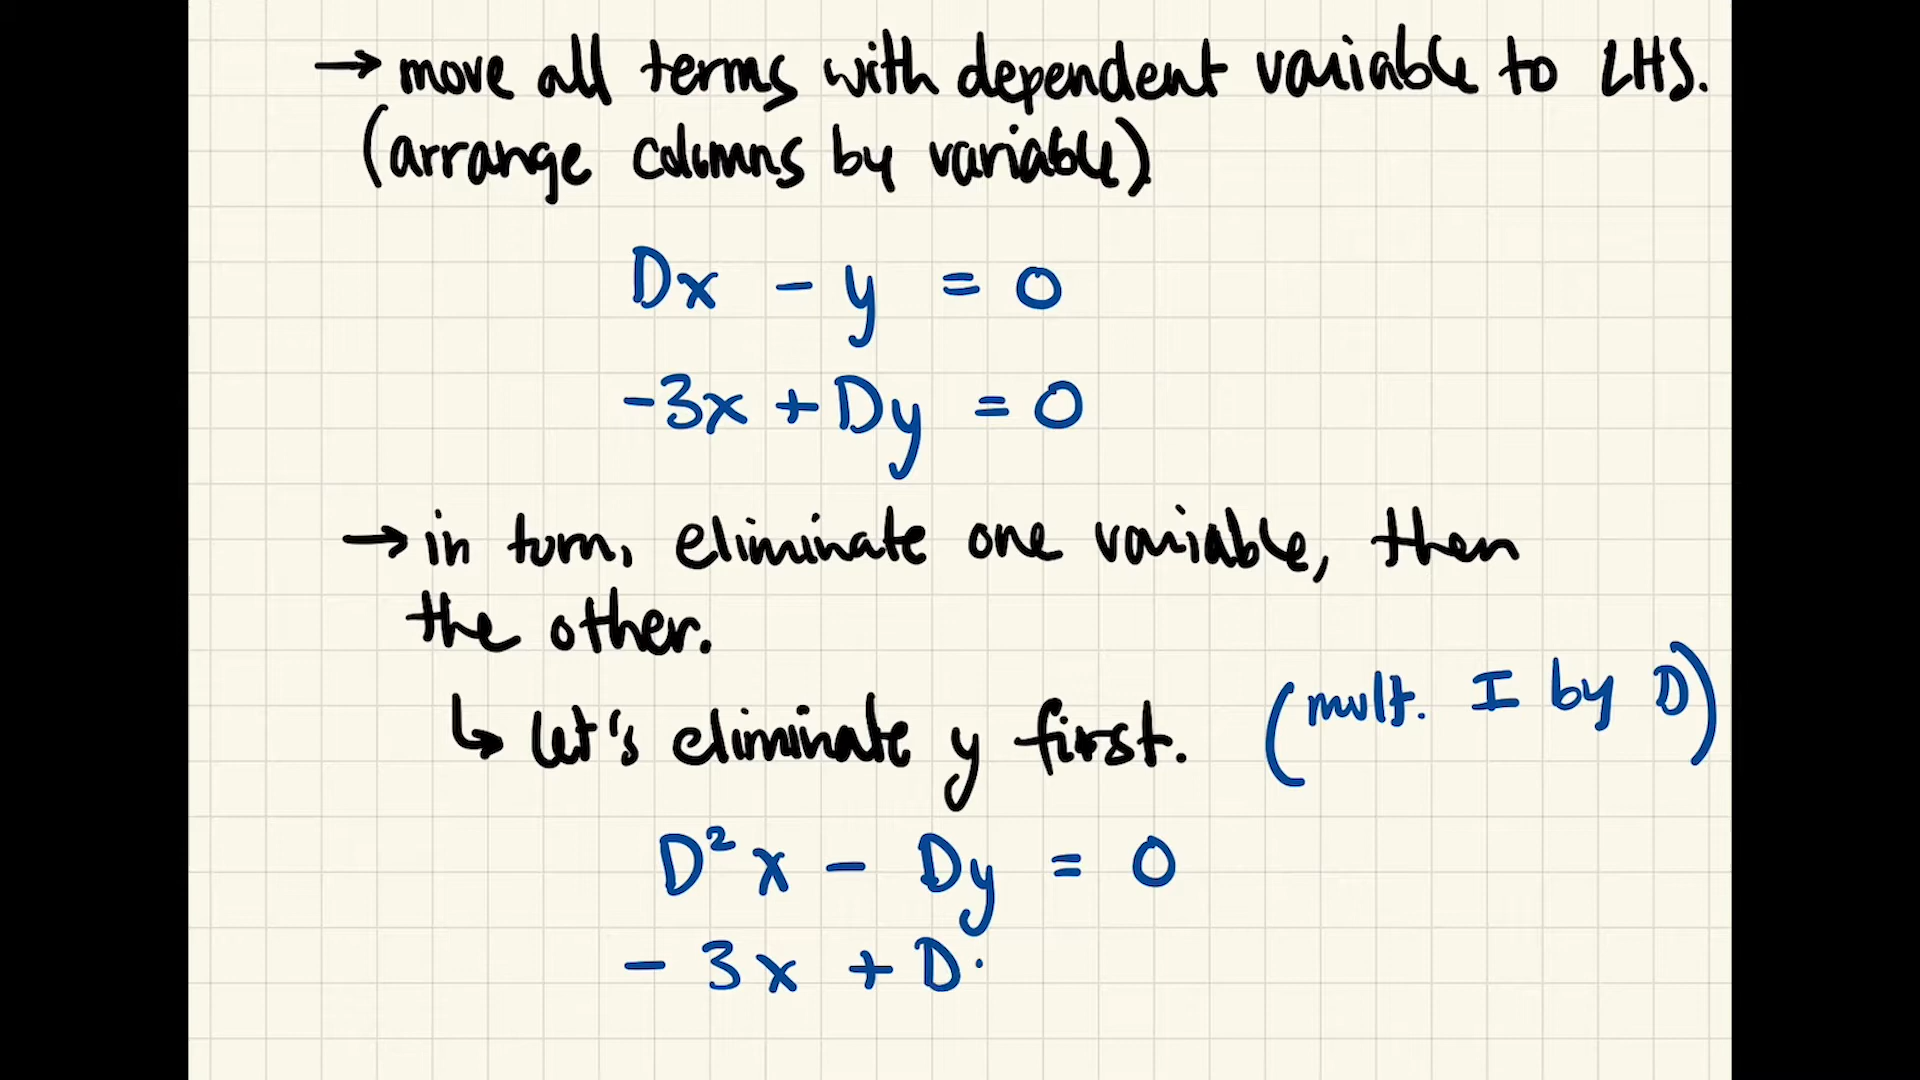 → move all terms with dependent variable to LHS.
(arrange columns by variable)
Dx - y = 0
-3x + Dy = 0
→ in turn, eliminate one variable, then
the other.
↳ let's eliminate y first. (mult. I by D)
D² x - Dy = 0
- 3x + D